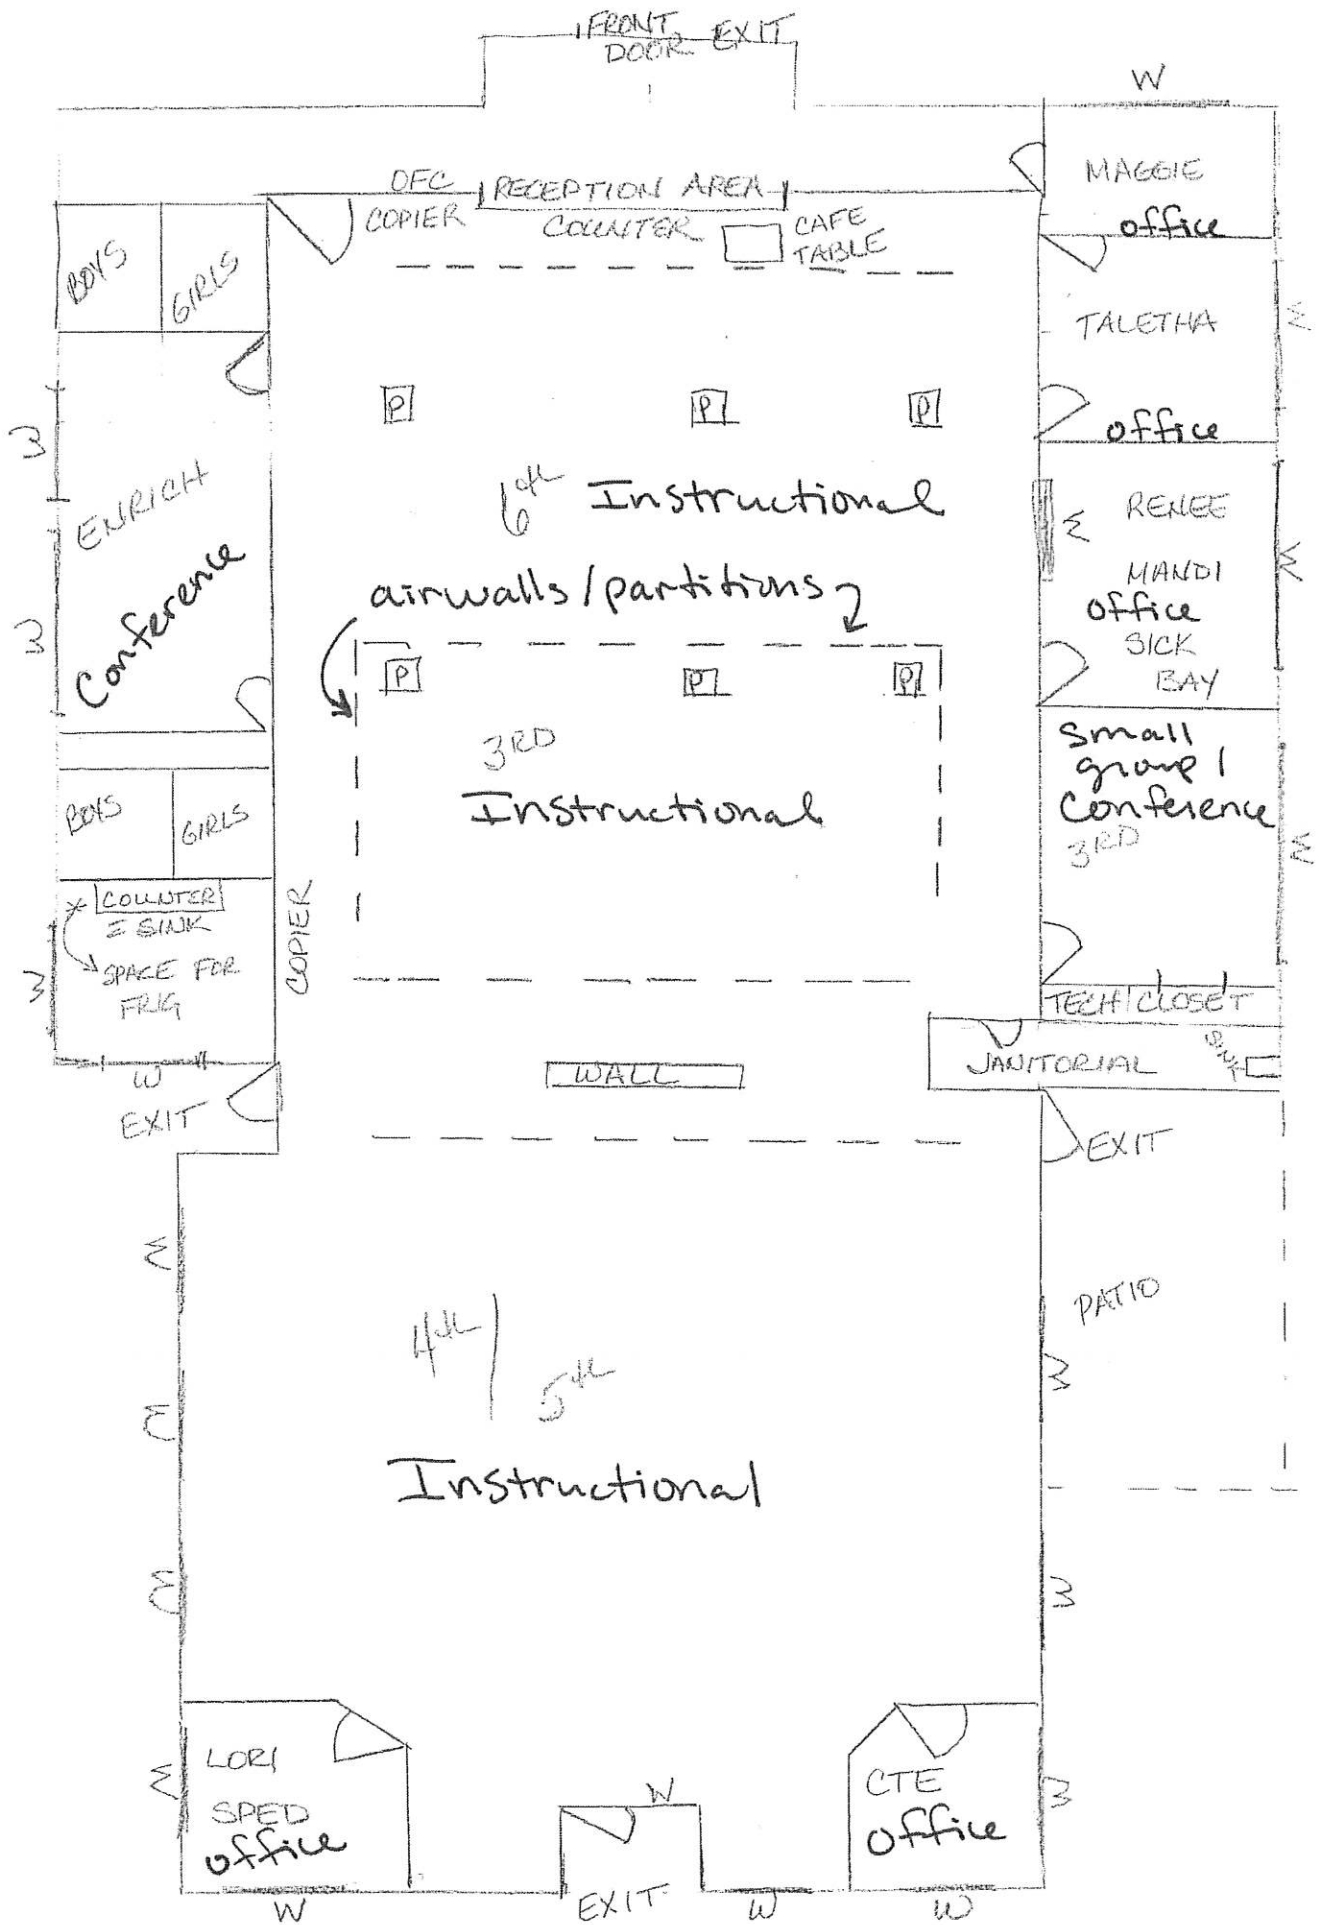 FRONT
DOOR EXIT
W
OFC
COPIER
RECEPTION AREA
COUNTER
CAFE
TABLE
MAGGIE
office
BOYS
GIRLS
TALETHA
office
W
P
P
P
W
ENRICH
Conference
W
6th Instructional
W
RENEE
MANDI
office
SICK
BAY
W
airwalls/partitions
P
P
P
3RD
Instructional
Small
group /
Conference
3RD
W
BOYS
GIRLS
COUNTER
= SINK
SPACE FOR
FRIG
W
W
COPIER
TECH CLOSET
JANITORIAL
SINK
WALL
EXIT
EXIT
PATIO
W
W
W
4th / 5th
Instructional
W
W
LORI
SPED
office
W
W
W
EXIT
W
CTE
office
W
W